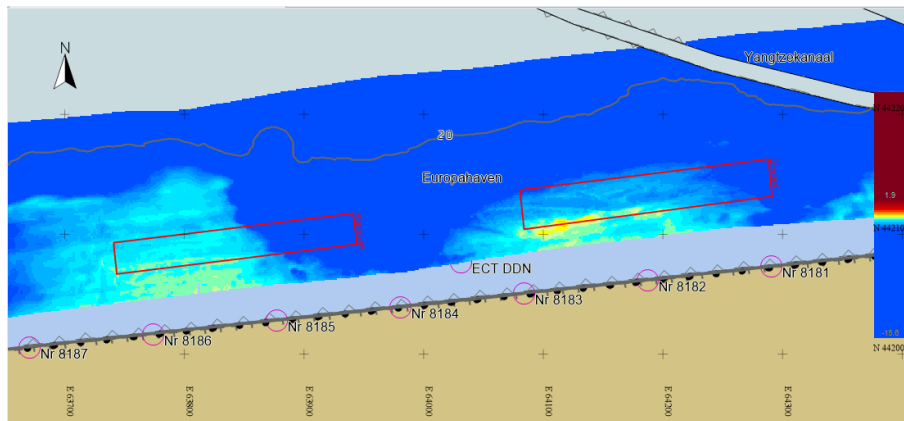 N
Yangtzekanaal
20
N 44320
Europahaven
1.9
N 44210
ECT DDN
Nr 8181
Nr 8182
Nr 8183
Nr 8184
Nr 8185
Nr 8186
Nr 8187
-15.0
N 44200
E 63700
E 63800
E 63900
E 64000
E 64100
E 64200
E 64300